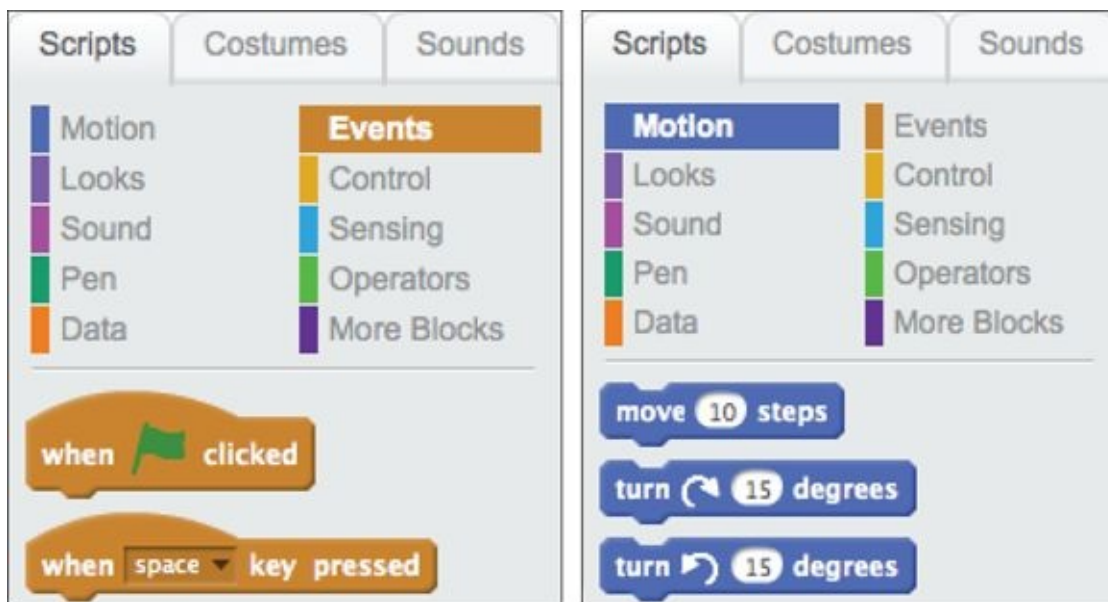 Scripts Costumes Sounds
Motion Events
Looks Control
Sound Sensing
Pen Operators
Data More Blocks
when clicked
when space key pressed
Scripts Costumes Sounds
Motion Events
Looks Control
Sound Sensing
Pen Operators
Data More Blocks
move 10 steps
turn 15 degrees
turn 15 degrees